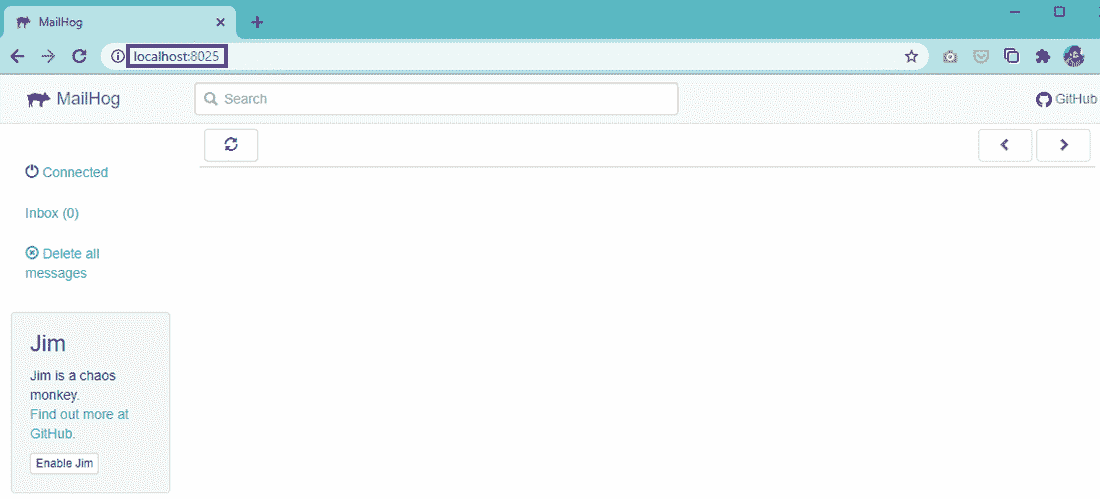 MailHog
localhost:8025
MailHog
Search
GitHub
Connected
Inbox (0)
Delete all
messages
Jim
Jim is a chaos
monkey.
Find out more at
GitHub.
Enable Jim